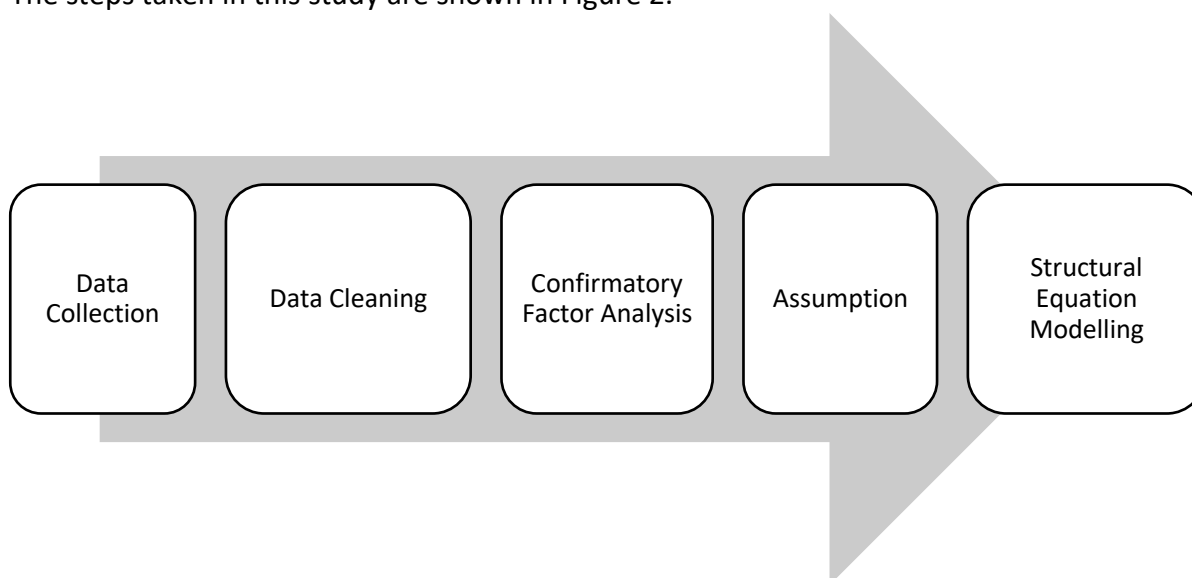 The steps taken in this study are shown in Figure 2.
Data
Collection
Data Cleaning
Confirmatory
Factor Analysis
Assumption
Structural
Equation
Modelling